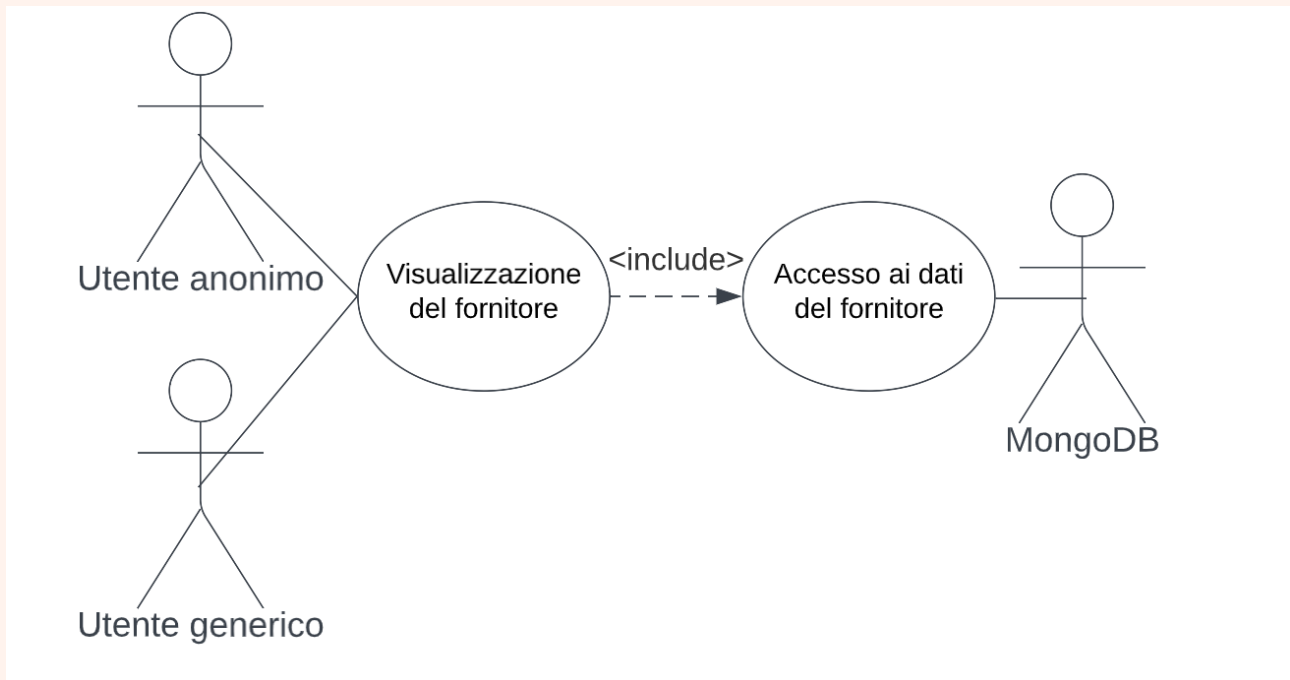 Utente anonimo
Visualizzazione
del fornitore
<include>
Accesso ai dati
del fornitore
MongoDB
Utente generico